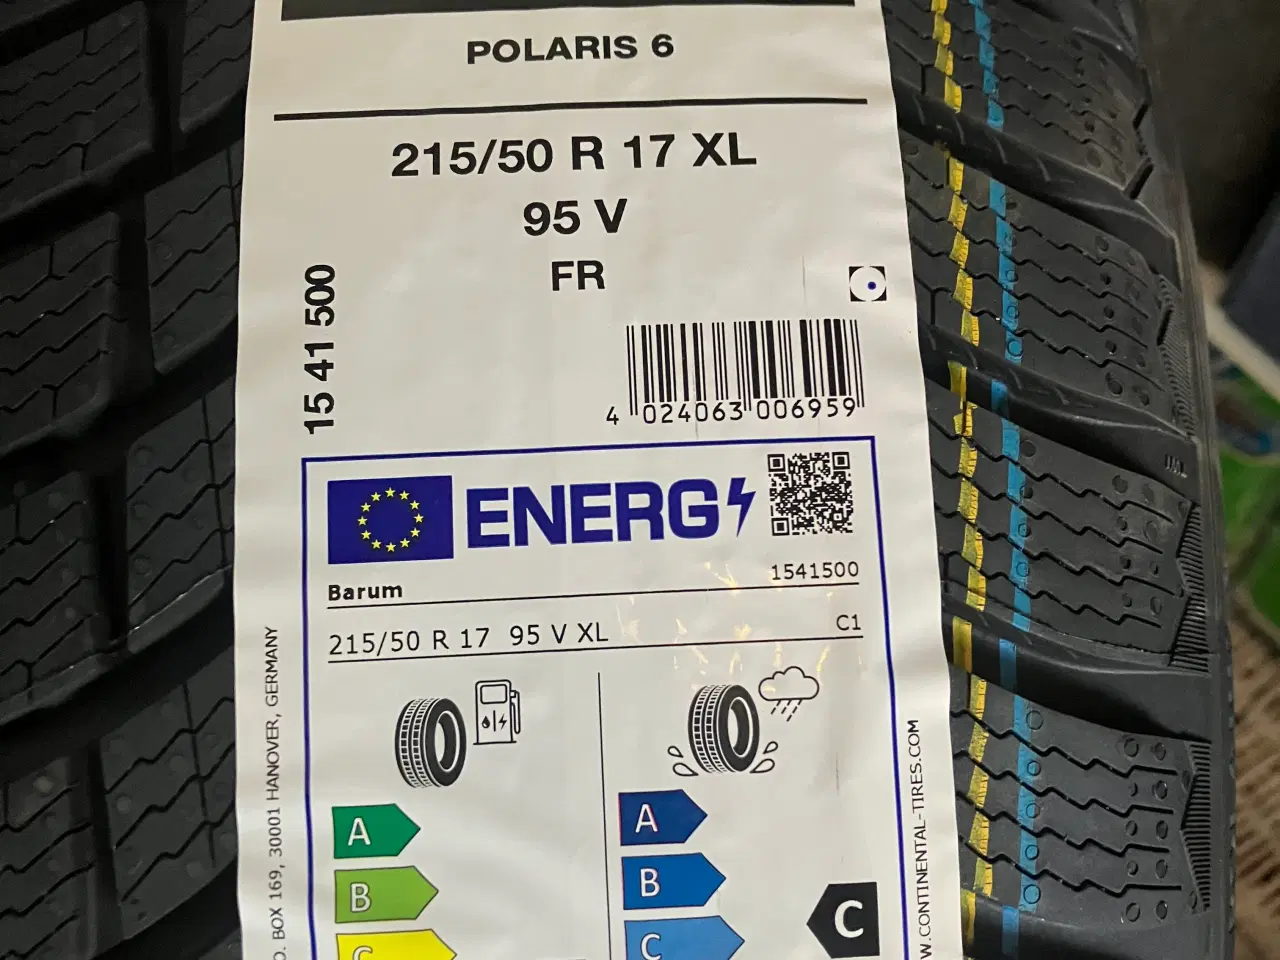 POLARIS 6
215/50 R 17 XL
95 V
FR
15 41 500
4 024063 006959
ENERG
Barum
1541500
215/50 R 17 95 V XL
C1
A
B
C
A
B
C
C
BOX 169, 30001 HANOVER, GERMANY
.CONTINENTAL-TIRES.COM